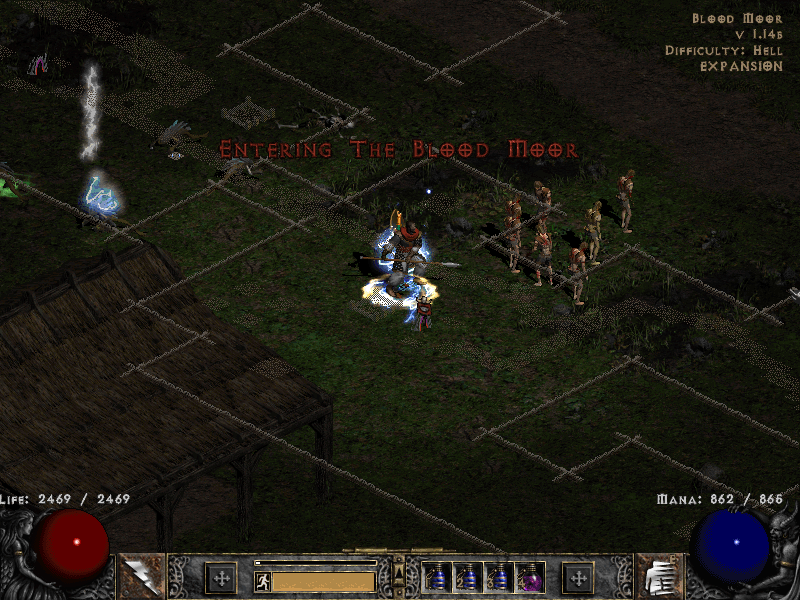 Blood Moor
v 1.14b
Difficulty: Hell
Expansion
Entering The Blood Moor
Life: 2469 / 2469
Mana: 862 / 866